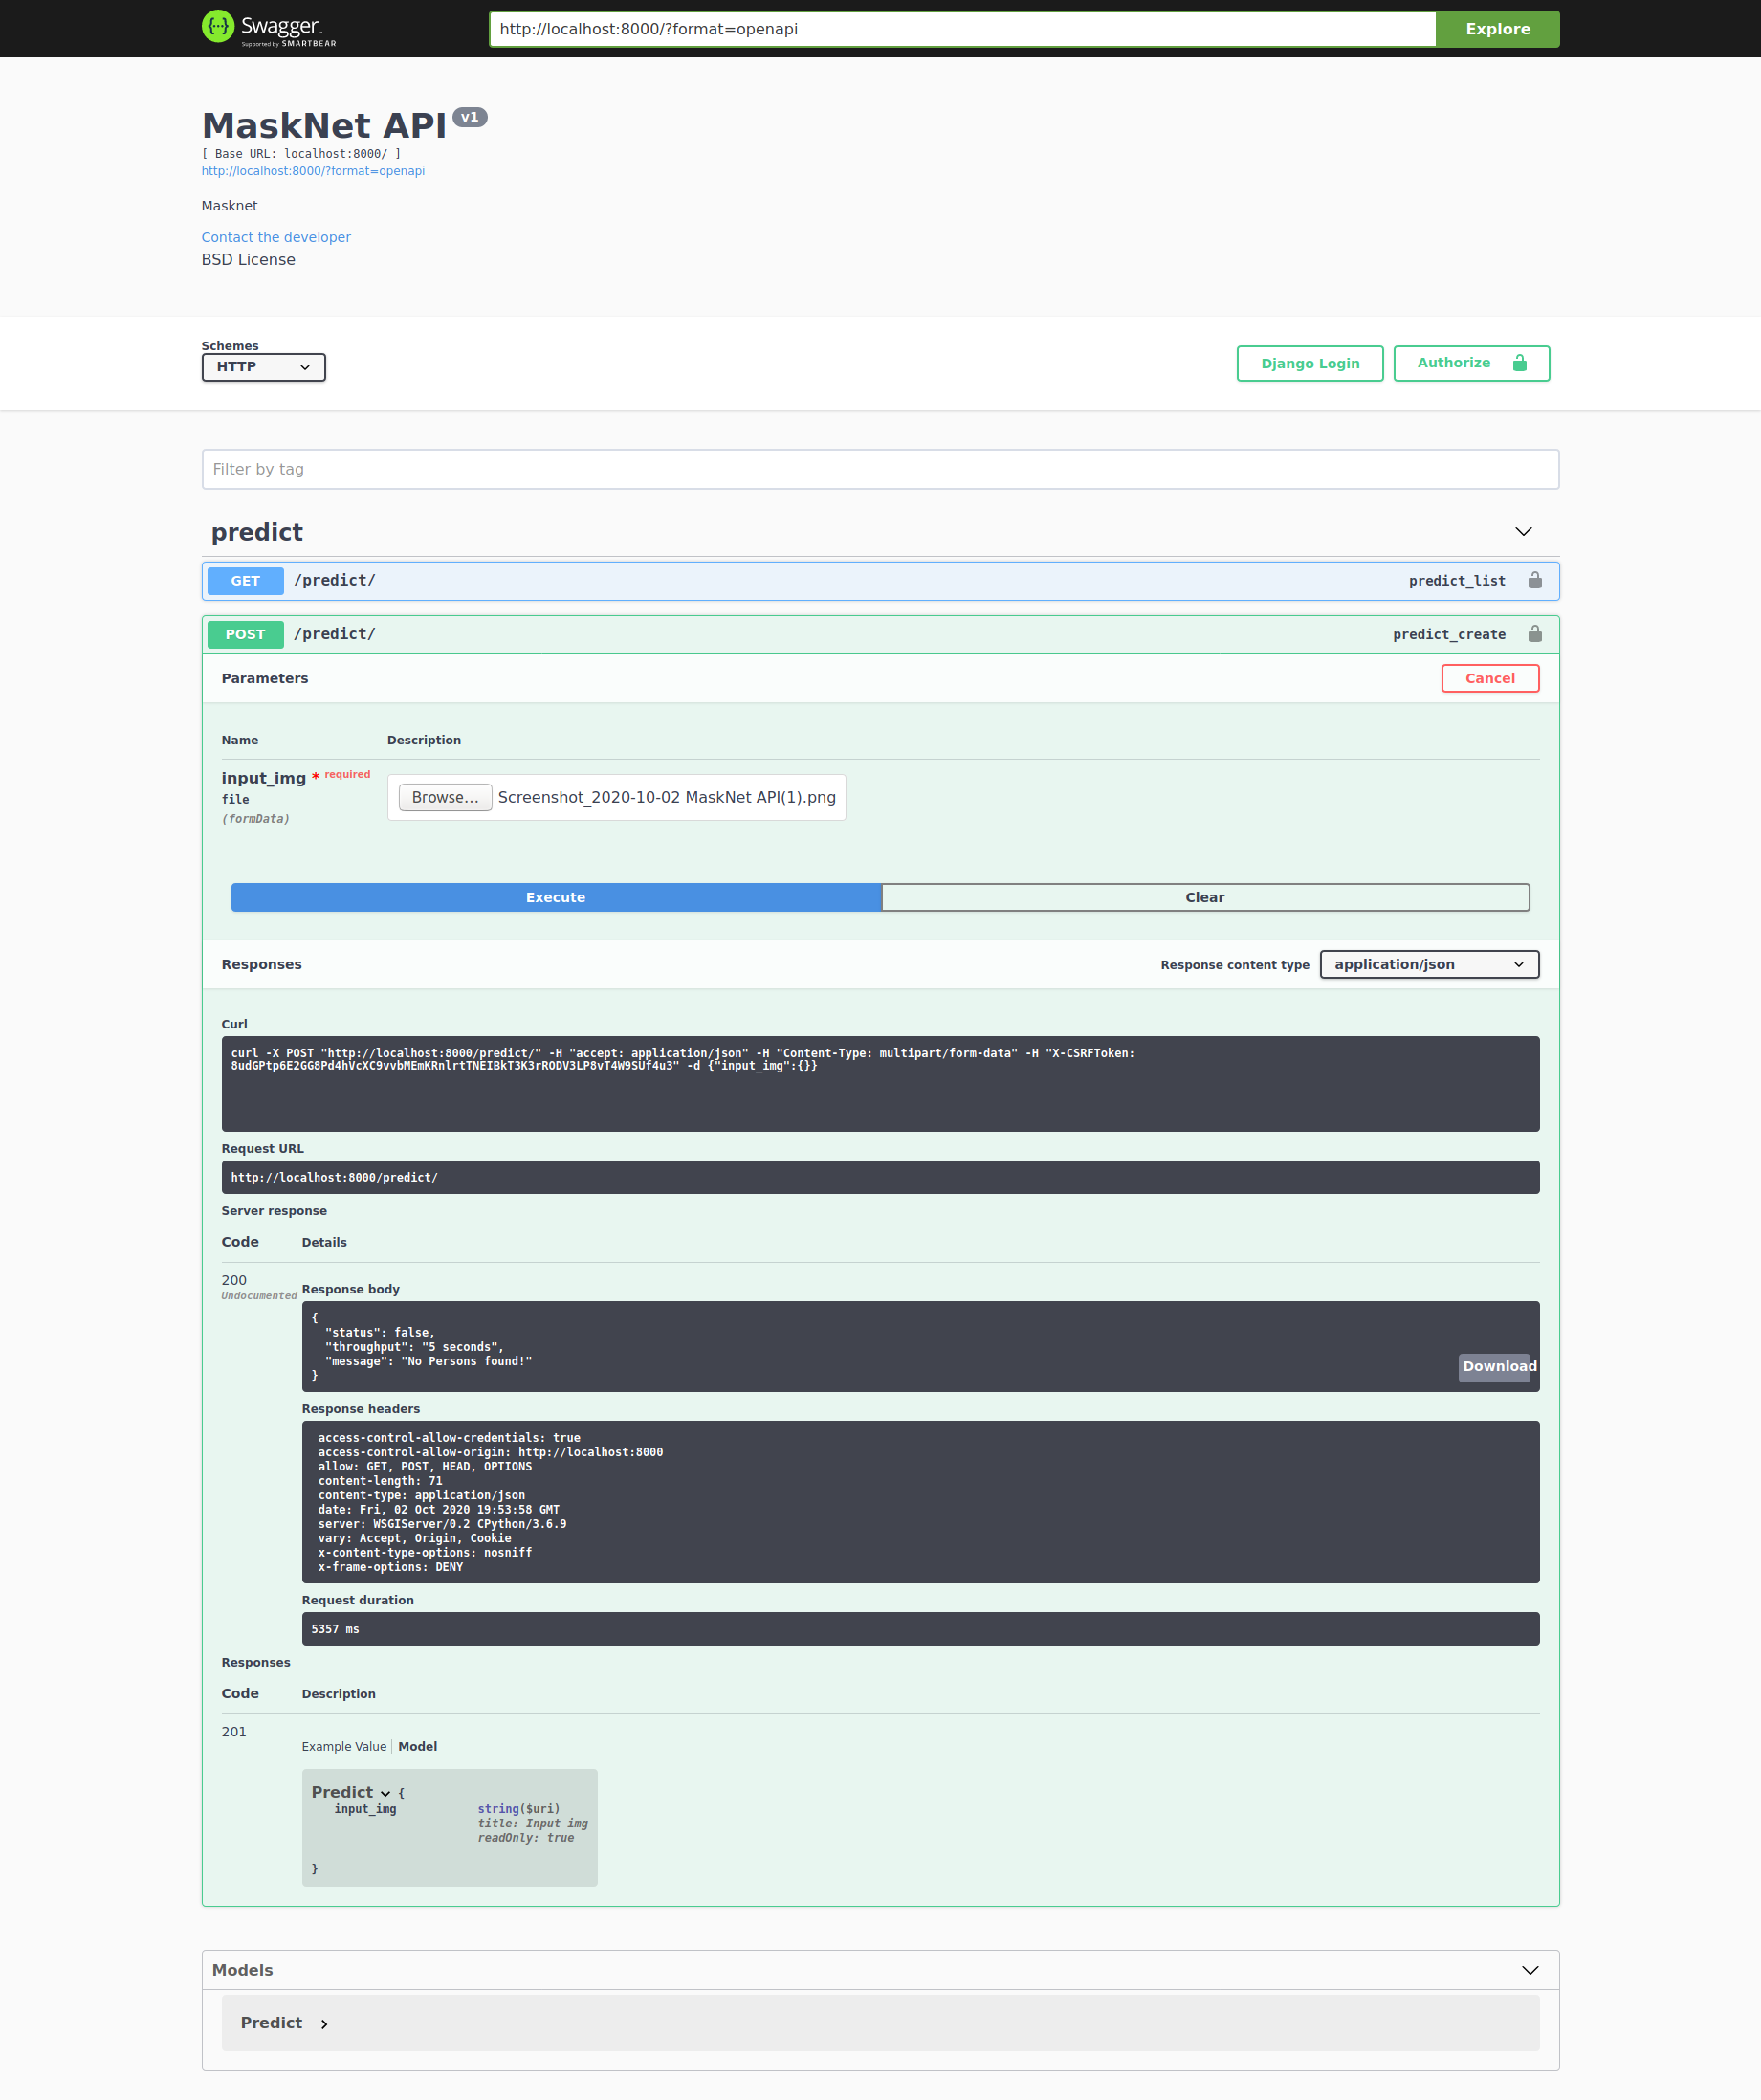 Swagger
Supported by SMARTBEAR
http://localhost:8000/?format=openapi
Explore
MaskNet API v1
[ Base URL: localhost:8000/ ]
http://localhost:8000/?format=openapi
Masknet
Contact the developer
BSD License
Schemes
HTTP
Django Login
Authorize
Filter by tag
predict
GET /predict/ predict_list
POST /predict/ predict_create
Parameters
Cancel
Name Description
input_img * required
file
(formData)
Browse… Screenshot_2020-10-02 MaskNet API(1).png
Execute Clear
Responses
Response content type application/json
Curl
curl -X POST "http://localhost:8000/predict/" -H "accept: application/json" -H "Content-Type: multipart/form-data" -H "X-CSRFToken:
8udGPtp6E2GG8Pd4hVcXC9vvbMEmKRnlrtTNEIBkT3K3rRODV3LP8vT4W9SUf4u3" -d {"input_img":{}}
Request URL
http://localhost:8000/predict/
Server response
Code Details
200
Undocumented
Response body
{
"status": false,
"throughput": "5 seconds",
"message": "No Persons found!"
}
Download
Response headers
access-control-allow-credentials: true
access-control-allow-origin: http://localhost:8000
allow: GET, POST, HEAD, OPTIONS
content-length: 71
content-type: application/json
date: Fri, 02 Oct 2020 19:53:58 GMT
server: WSGIServer/0.2 CPython/3.6.9
vary: Accept, Origin, Cookie
x-content-type-options: nosniff
x-frame-options: DENY
Request duration
5357 ms
Responses
Code Description
201
Example Value Model
Predict {
input_img string($uri)
title: Input img
readOnly: true
}
Models
Predict